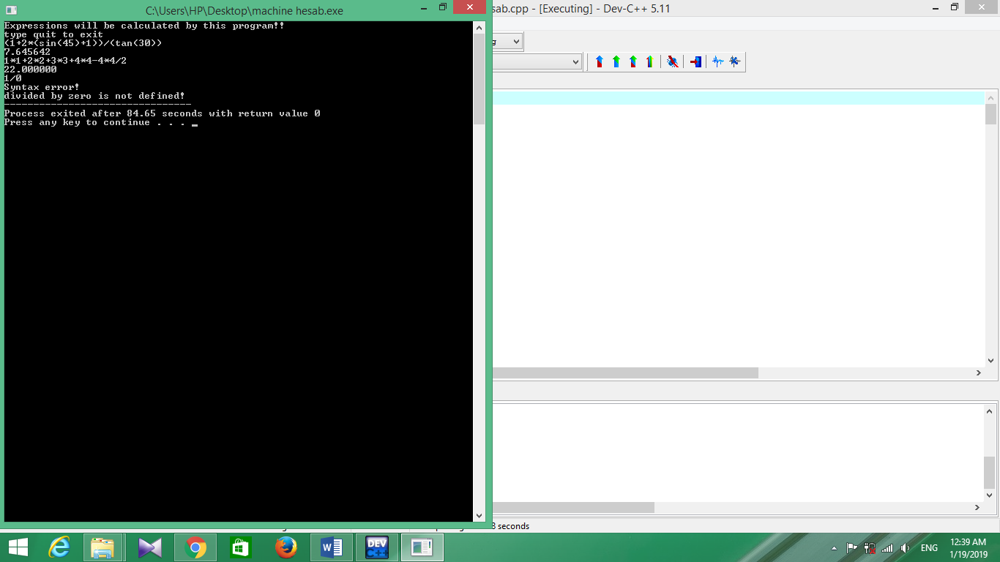 C:\Users\HP\Desktop\machine hesab.exe
esab.cpp - [Executing] - Dev-C++ 5.11
Expressions will be calculated by this program!!
type quit to exit
(1+2*(sin(45)+1))/(tan(30))
7.645642
1*1+2*2+3*3+4*4-4*4/2
22.000000
1/0
Syntax error!
divided by zero is not defined!
--------------------------------
Process exited after 84.65 seconds with return value 0
Press any key to continue . . .
8 seconds
DEV
C++
ENG
12:39 AM
1/19/2019